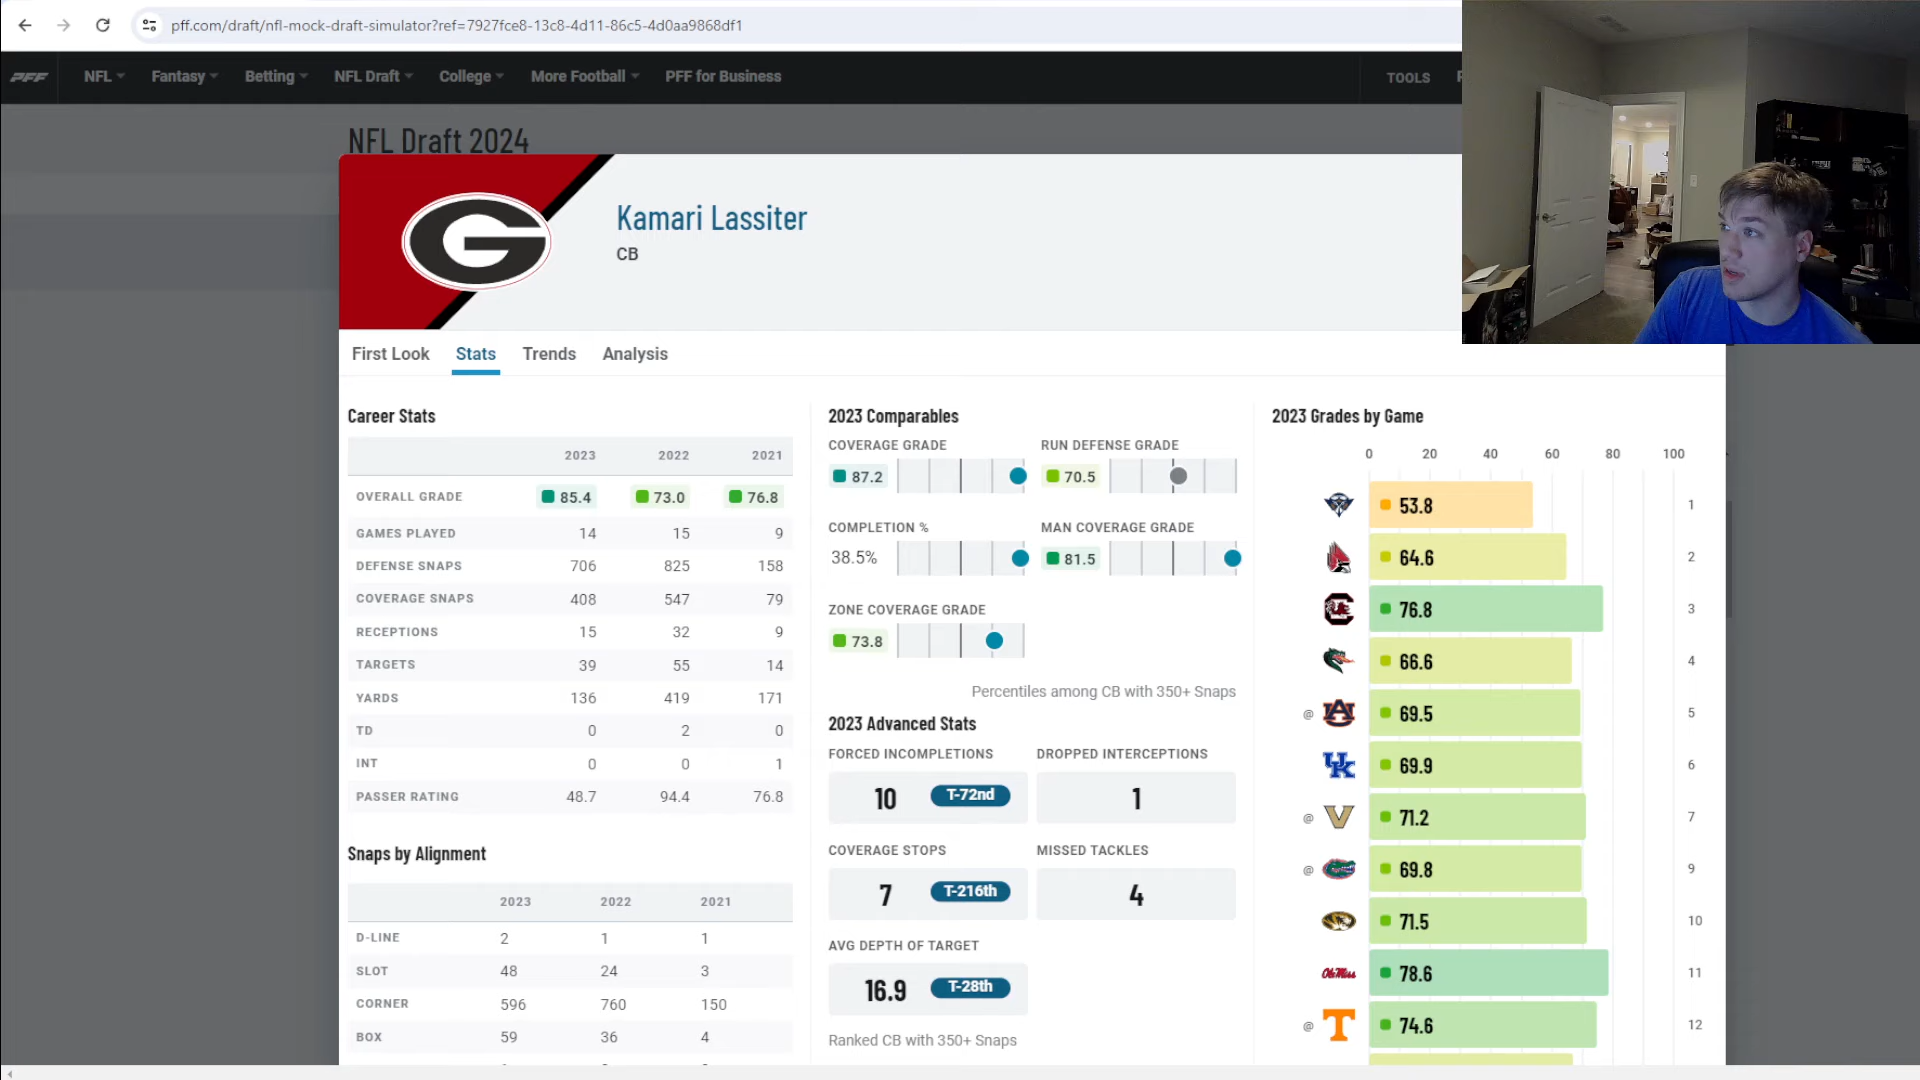 pff.com/draft/nfl-mock-draft-simulator?ref=7927fce8-13c8-4d11-86c5-4d0aa9868df1
PFF NFL Fantasy Betting NFL Draft College More Football PFF for Business TOOLS
NFL Draft 2024
G
Kamari Lassiter
CB
First Look Stats Trends Analysis
Career Stats
2023 2022 2021
OVERALL GRADE 85.4 73.0 76.8
GAMES PLAYED 14 15 9
DEFENSE SNAPS 706 825 158
COVERAGE SNAPS 408 547 79
RECEPTIONS 15 32 9
TARGETS 39 55 14
YARDS 136 419 171
TD 0 2 0
INT 0 0 1
PASSER RATING 48.7 94.4 76.8
Snaps by Alignment
2023 2022 2021
D-LINE 2 1 1
SLOT 48 24 3
CORNER 596 760 150
BOX 59 36 4
2023 Comparables
COVERAGE GRADE RUN DEFENSE GRADE
87.2 70.5
COMPLETION % MAN COVERAGE GRADE
38.5% 81.5
ZONE COVERAGE GRADE
73.8
Percentiles among CB with 350+ Snaps
2023 Advanced Stats
FORCED INCOMPLETIONS DROPPED INTERCEPTIONS
10 T-72nd 1
COVERAGE STOPS MISSED TACKLES
7 T-216th 4
AVG DEPTH OF TARGET
16.9 T-28th
Ranked CB with 350+ Snaps
2023 Grades by Game
0 20 40 60 80 100
53.8 1
64.6 2
C 76.8 3
66.6 4
@ AU 69.5 5
UK 69.9 6
@ V 71.2 7
@ 69.8 9
71.5 10
Ole Miss 78.6 11
@ T 74.6 12